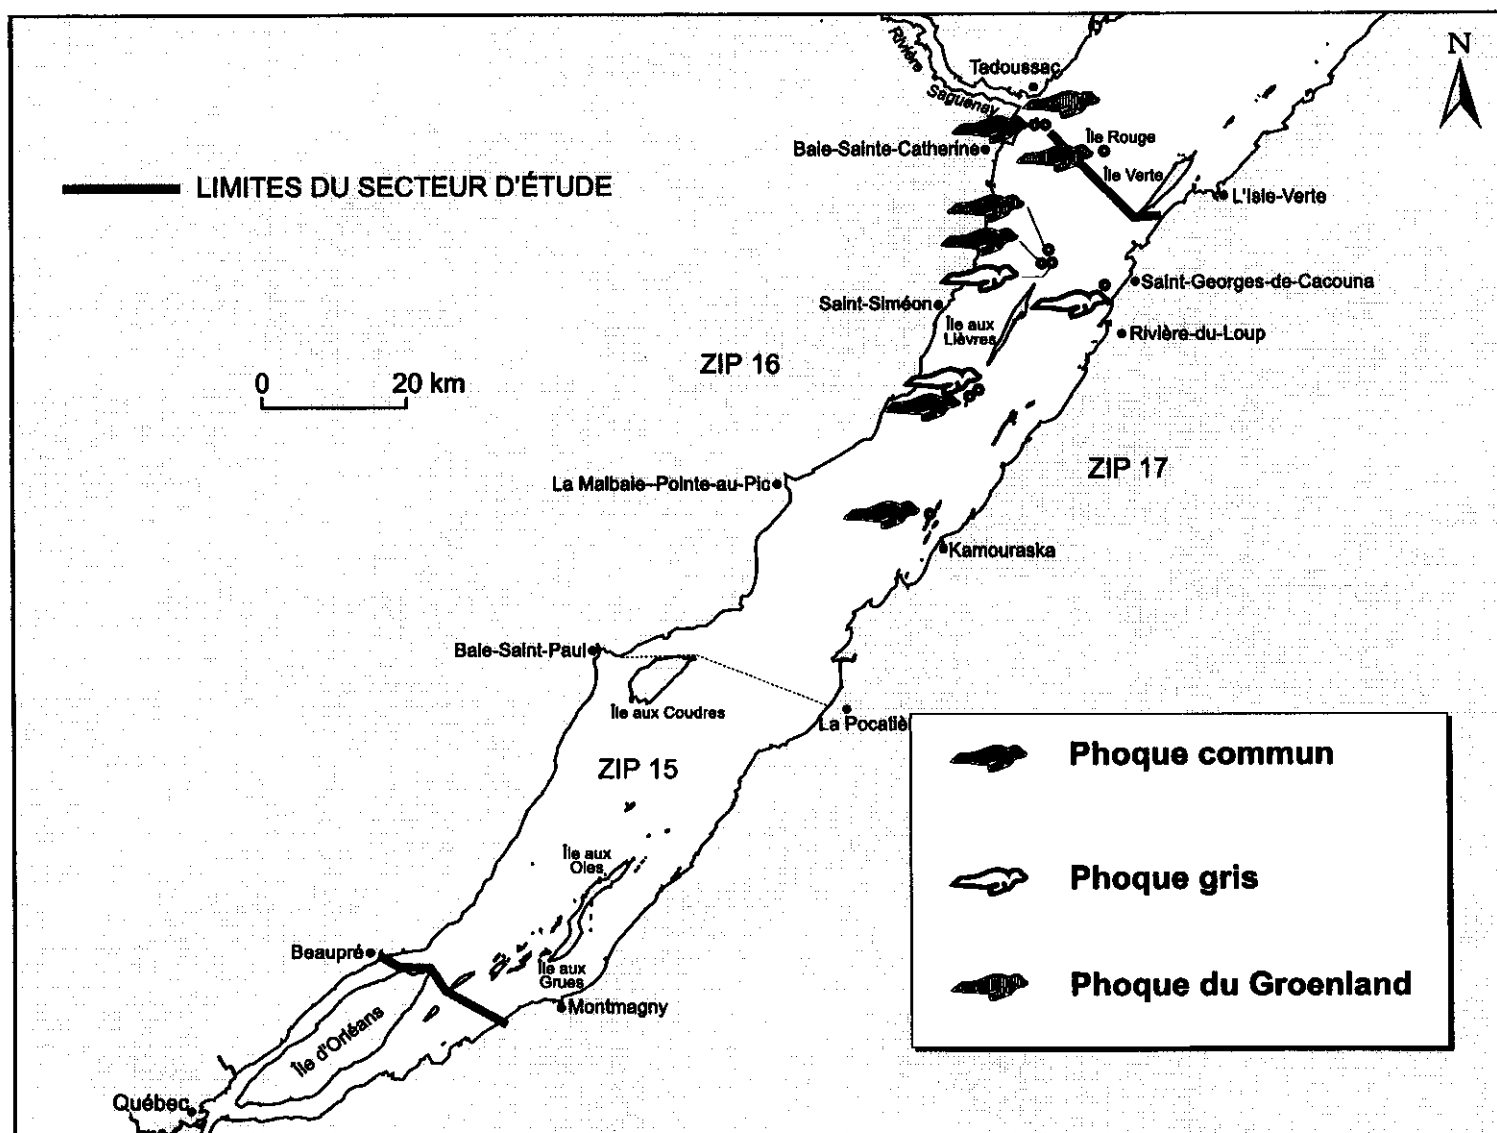 N
Rivière
Saguenay
Tadoussac
Baie-Sainte-Catherine
Île Rouge
Île Verte
L'Isle-Verte
LIMITES DU SECTEUR D'ÉTUDE
Saint-Georges-de-Cacouna
Saint-Siméon
Île aux
Lièvres
Rivière-du-Loup
ZIP 16
0 20 km
ZIP 17
La Malbaie-Pointe-au-Pic
Kamouraska
Baie-Saint-Paul
Île aux Coudres
La Pocatiè
ZIP 15
Phoque commun
Phoque gris
Phoque du Groenland
Île aux
Oies
Beaupré
Île aux
Grues
Montmagny
Île d'Orléans
Québec